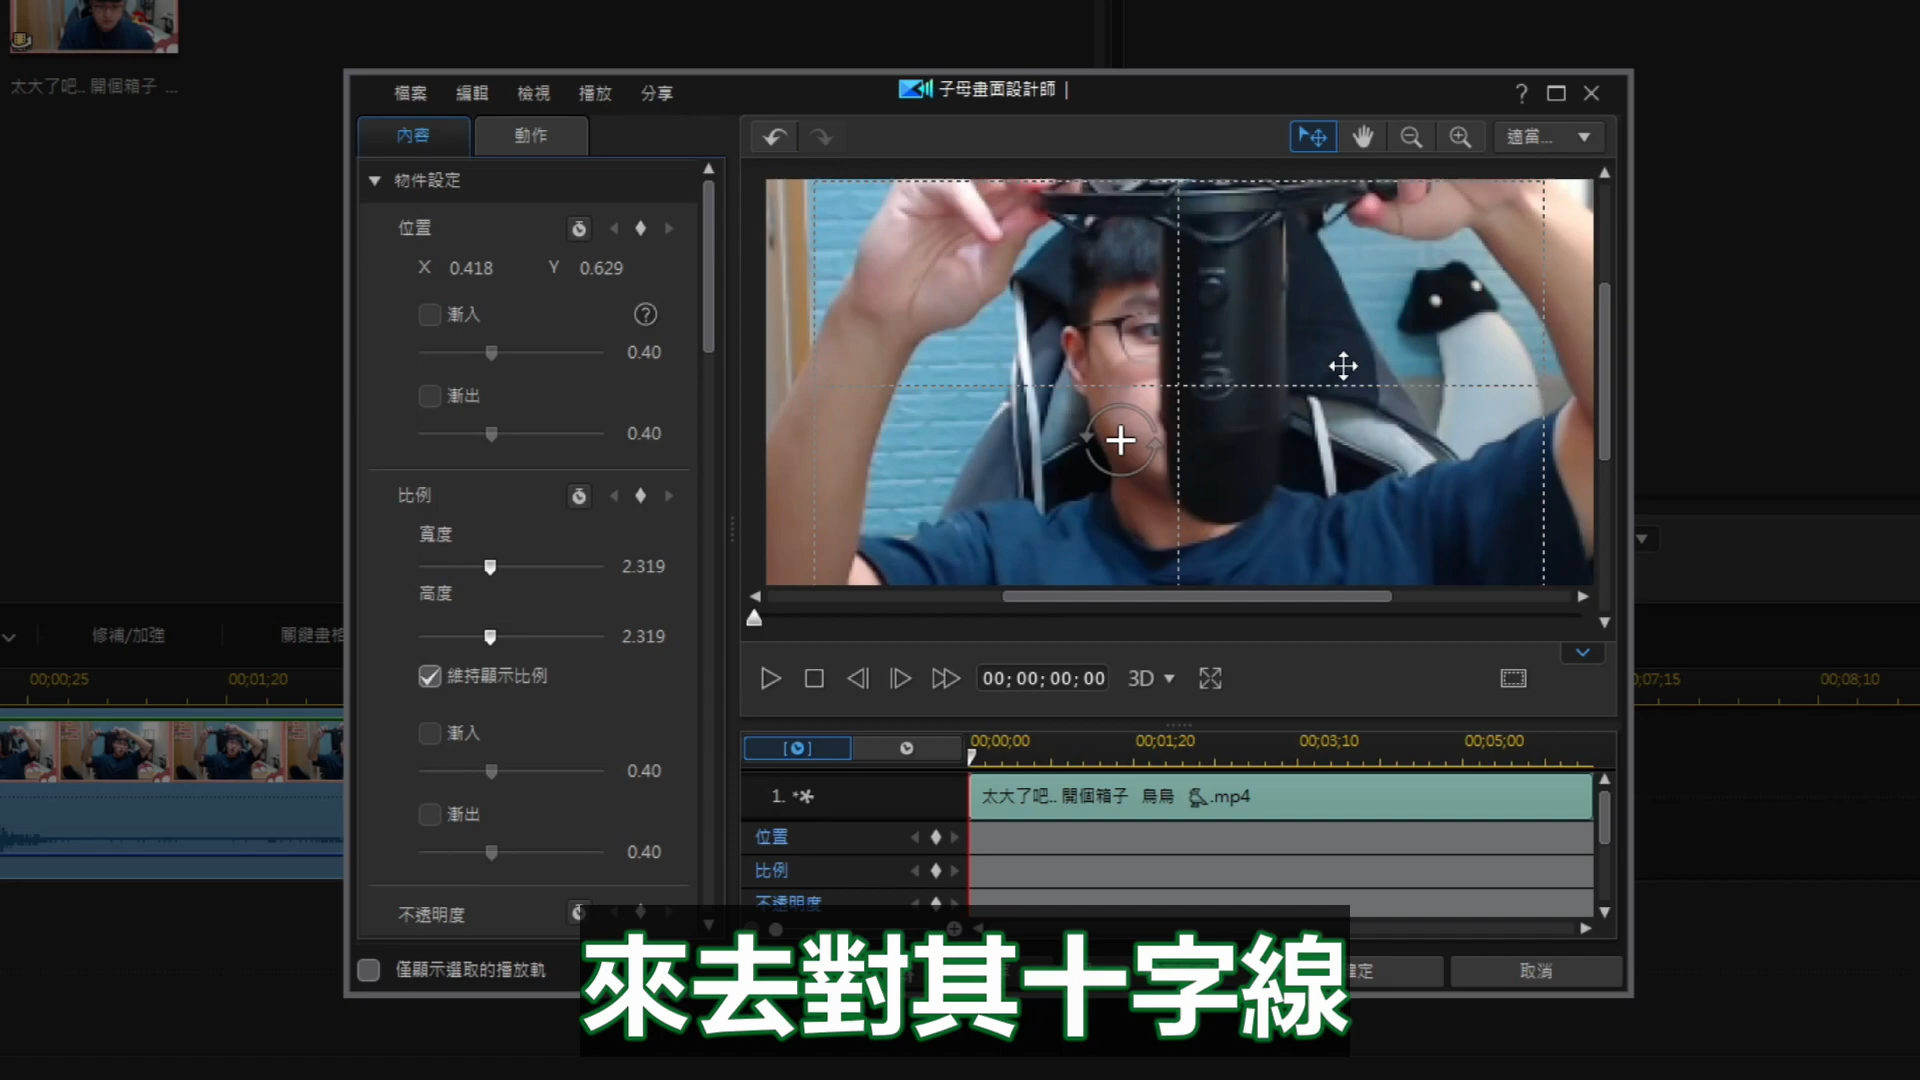 太大了吧.. 開個箱子 ...
檔案 編輯 檢視 播放 分享
子母畫面設計師 |
內容 動作
適當...
物件設定
位置
X 0.418 Y 0.629
漸入
0.40
漸出
0.40
比例
寬度
2.319
高度
2.319
維持顯示比例
漸入
0.40
漸出
0.40
不透明度
僅顯示選取的播放軌
00;00;00;00 3D
00;00;00 00;01;20 00;03;10 00;05;00
1.
太大了吧.. 開個箱子 鳥鳥 .mp4
位置
比例
不透明度
取消
修補/加強
關鍵畫格
00;00;25 00;01;20
00;08;10
來去對其十字線